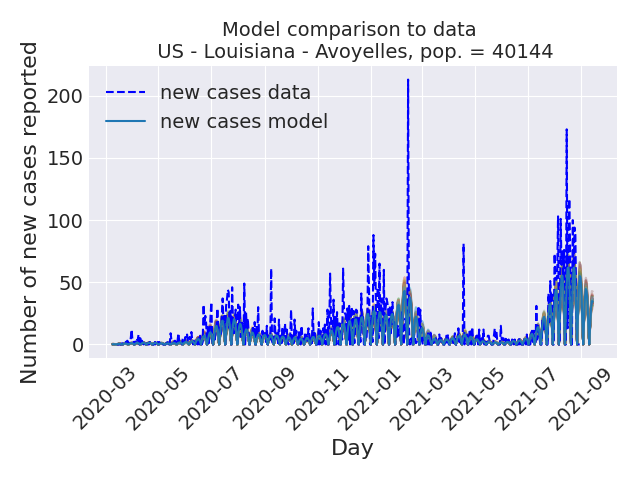 Model comparison to data
US - Louisiana - Avoyelles, pop. = 40144
Number of new cases reported
200
150
100
50
0
new cases data
new cases model
2020-03
2020-05
2020-07
2020-09
2020-11
2021-01
2021-03
2021-05
2021-07
2021-09
Day